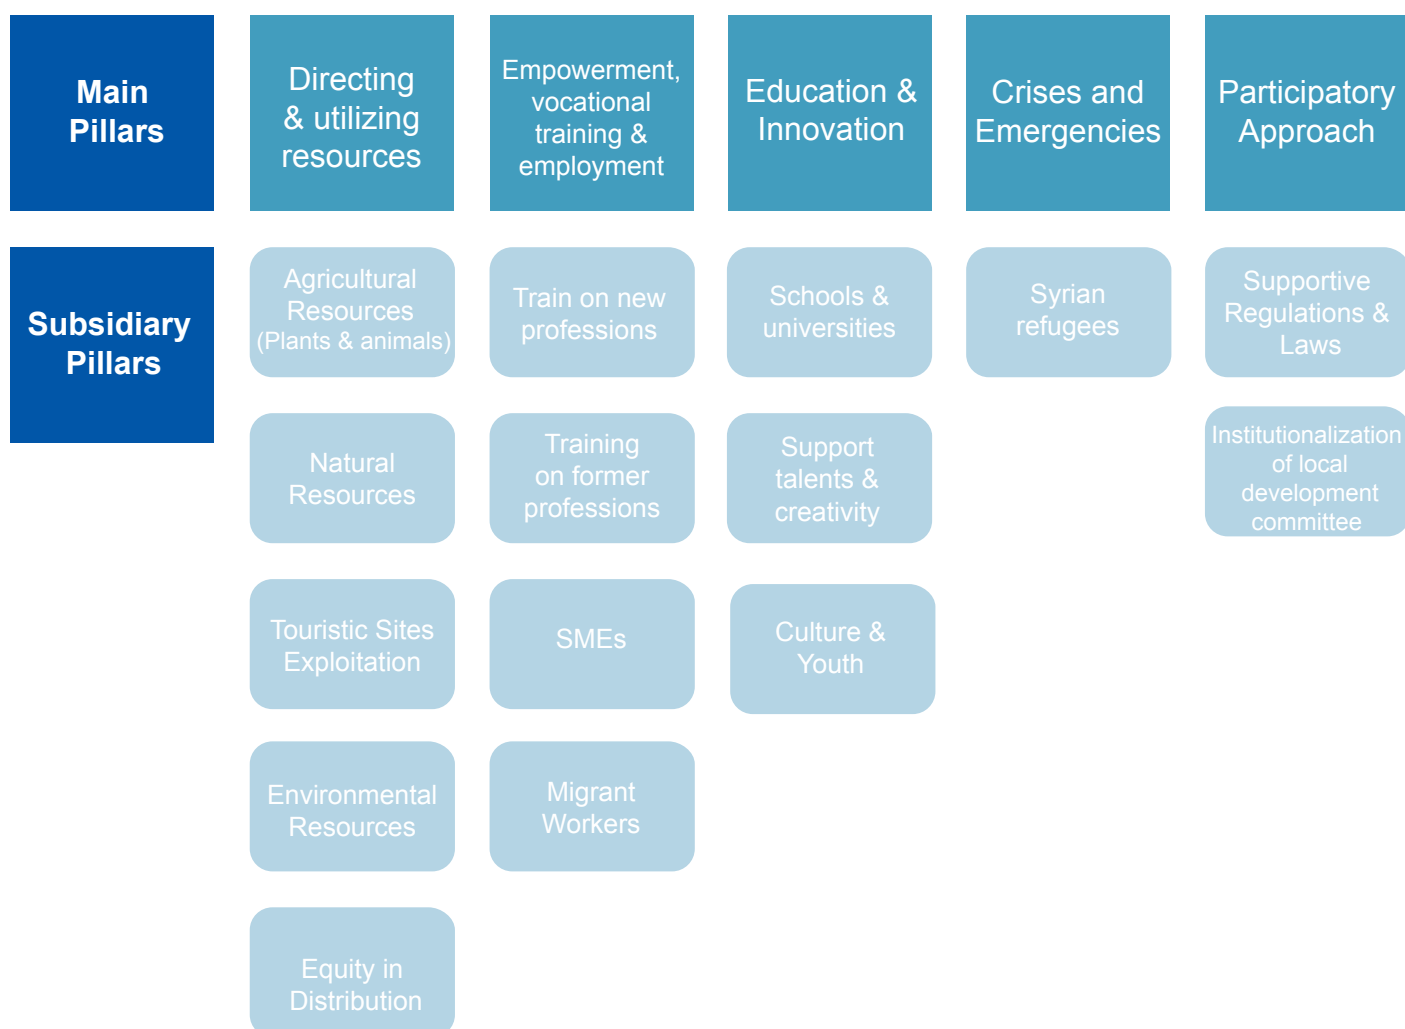 Main
Pillars
Directing
& utilizing
resources
Empowerment,
vocational
training &
employment
Education &
Innovation
Crises and
Emergencies
Participatory
Approach
Subsidiary
Pillars
Agricultural
Resources
(Plants & animals)
Train on new
professions
Schools &
universities
Syrian
refugees
Supportive
Regulations &
Laws
Natural
Resources
Training
on former
professions
Support
talents &
creativity
Institutionalization
of local
development
committee
Touristic Sites
Exploitation
SMEs
Culture &
Youth
Environmental
Resources
Migrant
Workers
Equity in
Distribution